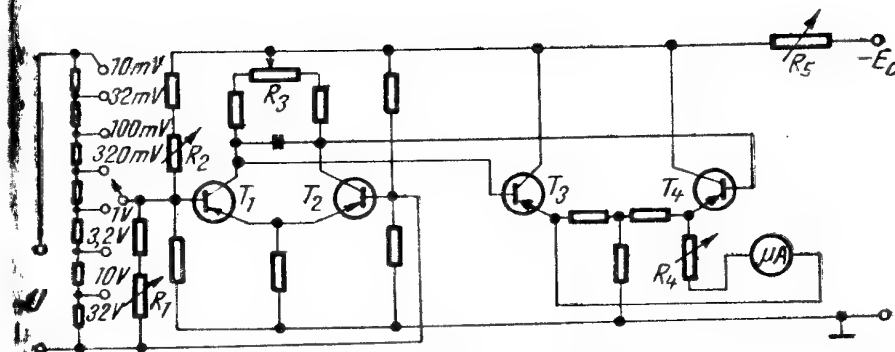 10mV
32mV
100mV
320mV
1V
3,2V
10V
32V
R₁
R₂
R₃
T₁
T₂
T₃
T₄
R₄
μA
R₅